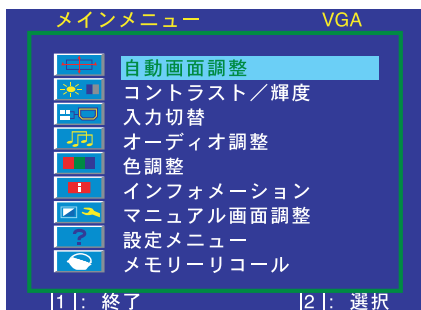 メインメニュー VGA
自動画面調整
コントラスト／輝度
入力切替
オーディオ調整
色調整
インフォメーション
マニュアル画面調整
設定メニュー
メモリーリコール
|1|: 終了 |2|: 選択